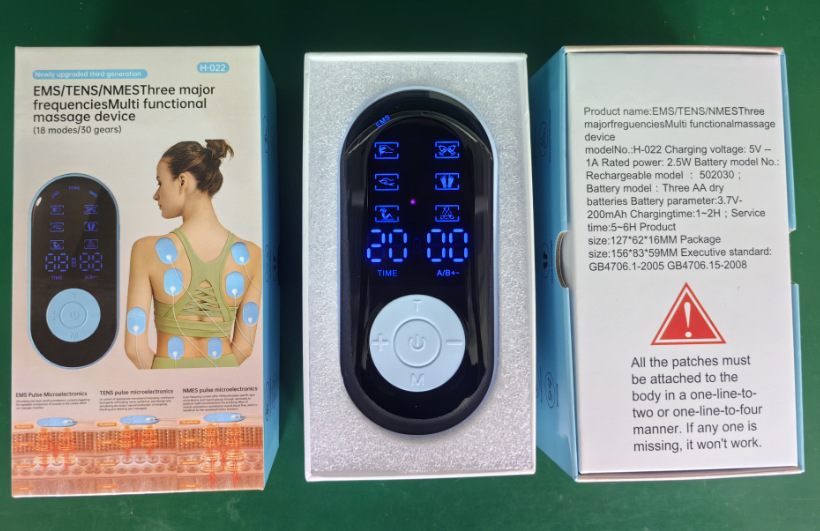 Newly upgraded third generation
H-022
EMS/TENS/NMESThree major
frequenciesMulti functional
massage device
(18 modes/30 gears)
EMS
TENS
NMES
88:88
TIME
A/B+-
T
+
-
M
EMS Pulse Microelectronics
TENS pulse microelectronics
NMES Pulse microelectronics
EMS
20 00
TIME
A/B+-
T
+
-
M
Product name:EMS/TENS/NMESThree
majorfreguenciesMulti functionalmassage
device
modelNo.:H-022 Charging voltage: 5V --
1A Rated power: 2.5W Battery model No.:
Rechargeable model : 502030 ;
Battery model : Three AA dry
batteries Battery parameter:3.7V-
200mAh Chargingtime:1~2H ; Service
time:5~6H Product
size:127*62*16MM Package
size:156*83*59MM Executive standard:
GB4706.1-2005 GB4706.15-2008
All the patches must
be attached to the
body in a one-line-to-
two or one-line-to-four
manner. If any one is
missing, it won't work.